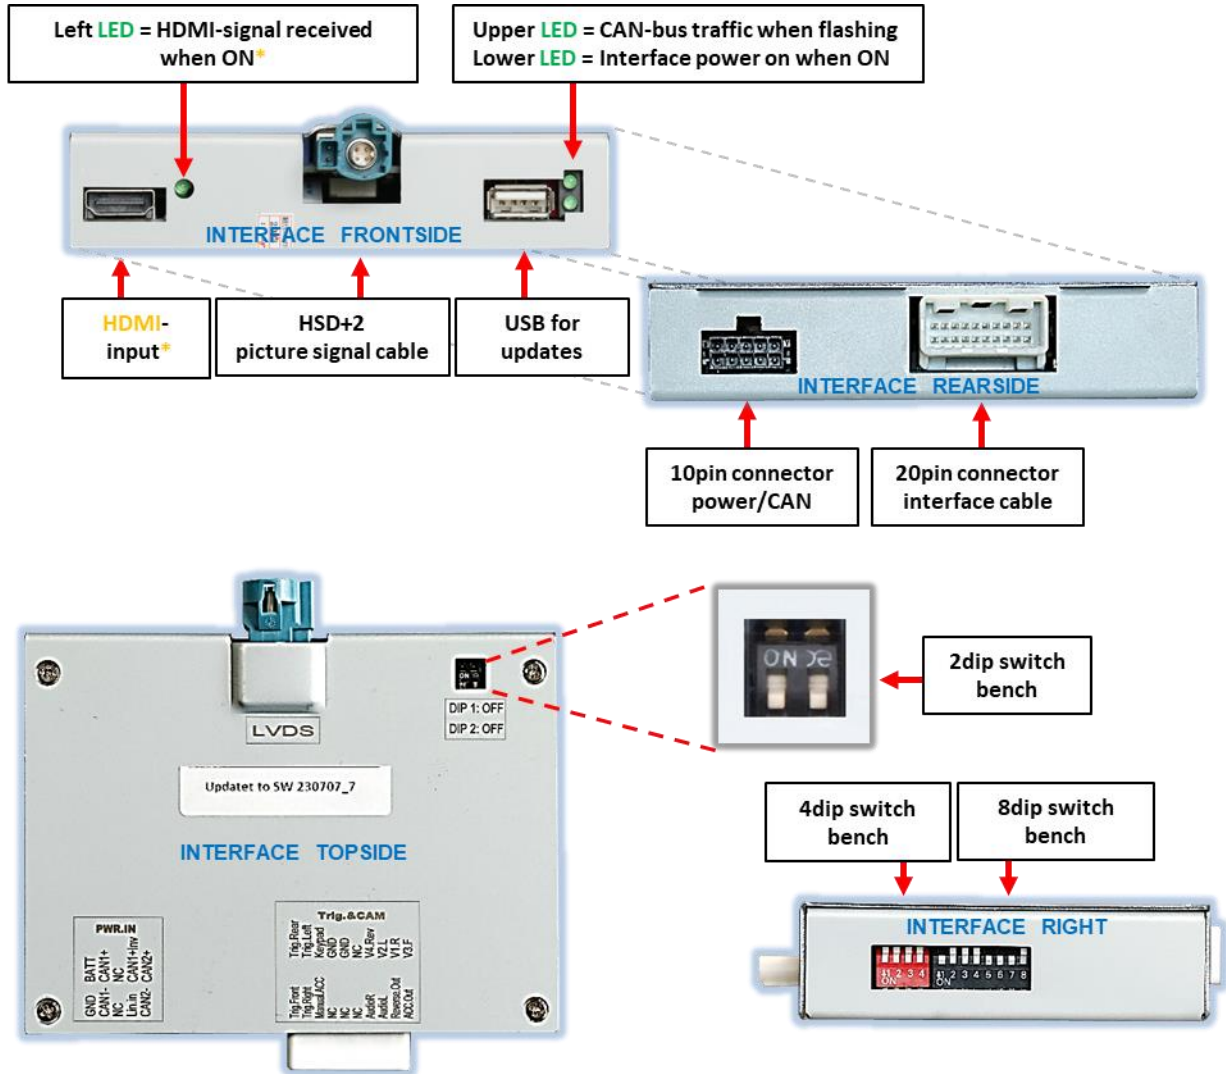 Left LED = HDMI-signal received
when ON*
Upper LED = CAN-bus traffic when flashing
Lower LED = Interface power on when ON
INTERFACE FRONTSIDE
HDMI-
input*
HSD+2
picture signal cable
USB for
updates
INTERFACE REARSIDE
10pin connector
power/CAN
20pin connector
interface cable
ON
2dip switch
bench
ON
DIP 1: OFF
DIP 2: OFF
LVDS
Updatet to SW 230707_7
INTERFACE TOPSIDE
4dip switch
bench
8dip switch
bench
INTERFACE RIGHT
1 2 3 4
ON
1 2 3 4 5 6 7 8
ON
PWR.IN
BATT
CAN1+
NC
CAN1+Inv
CAN2+
GND
CAN1-
NC
Lin.in
CAN2-
Trig.&CAM
Trig.Rear
Trig.Left
Keypad
GND
GND
NC
V4.Rev
V2.L
V1.R
V3.F
Trig.Front
Trig.Right
Manual.ACC
NC
NC
NC
AudioR
AudioL
Reverse.Out
ACC.Out